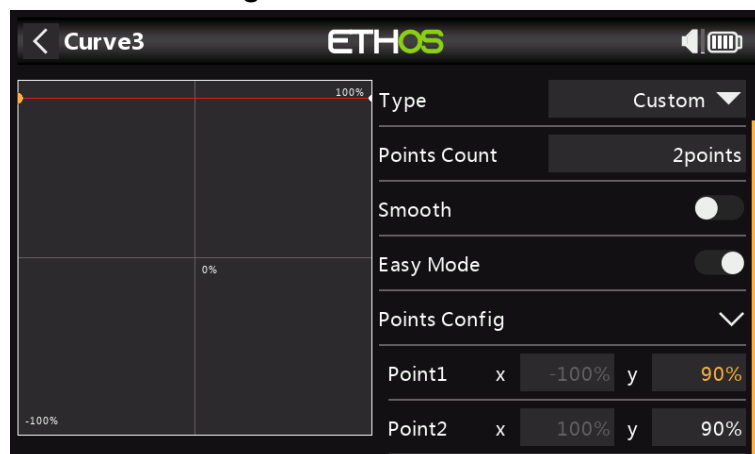 Curve3 ETHOS
100%
0%
-100%
Type Custom
Points Count 2points
Smooth
Easy Mode
Points Config
Point1 x -100% y 90%
Point2 x 100% y 90%